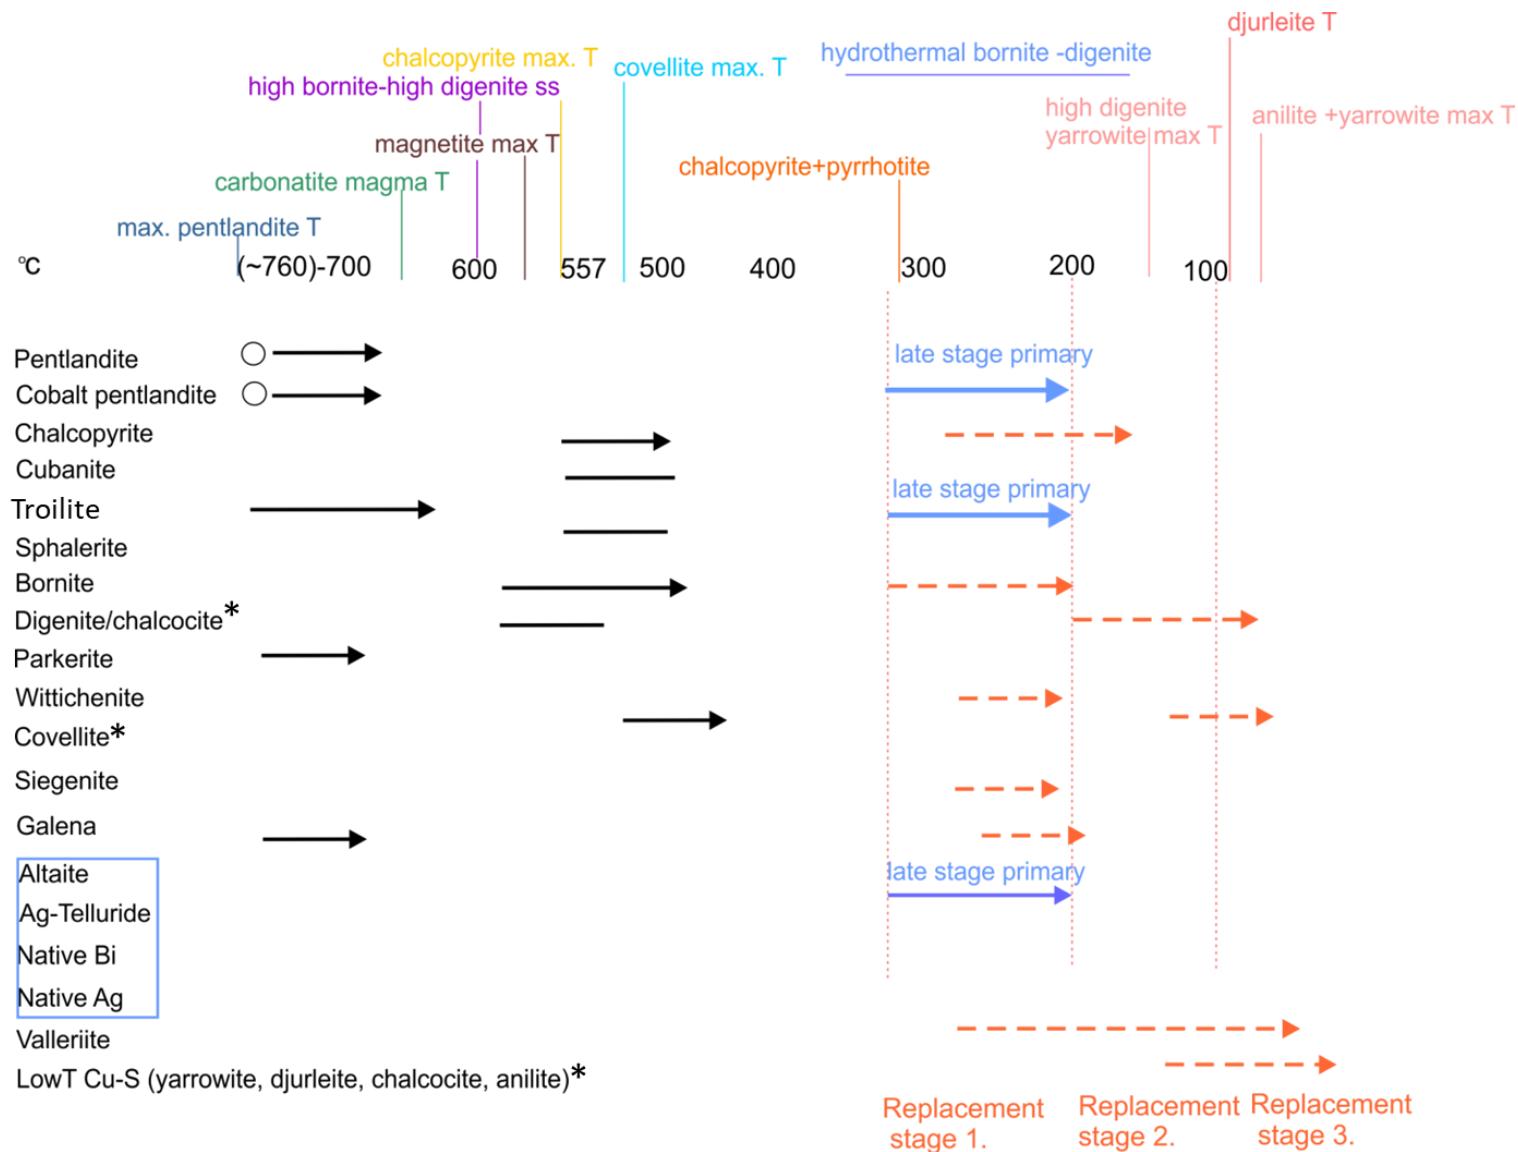 djurleite T
hydrothermal bornite -digenite
chalcopyrite max. T
covellite max. T
high bornite-high digenite ss
high digenite
yarrowite max T
anilite +yarrowite max T
magnetite max T
chalcopyrite+pyrrhotite
carbonatite magma T
max. pentlandite T
°C
(~760)-700
600
557
500
400
300
200
100
Pentlandite
late stage primary
Cobalt pentlandite
Chalcopyrite
Cubanite
Troilite
late stage primary
Sphalerite
Bornite
Digenite/chalcocite*
Parkerite
Wittichenite
Covellite*
Siegenite
Galena
Altaite
late stage primary
Ag-Telluride
Native Bi
Native Ag
Valleriite
LowT Cu-S (yarrowite, djurleite, chalcocite, anilite)*
Replacement
stage 1.
Replacement
stage 2.
Replacement
stage 3.